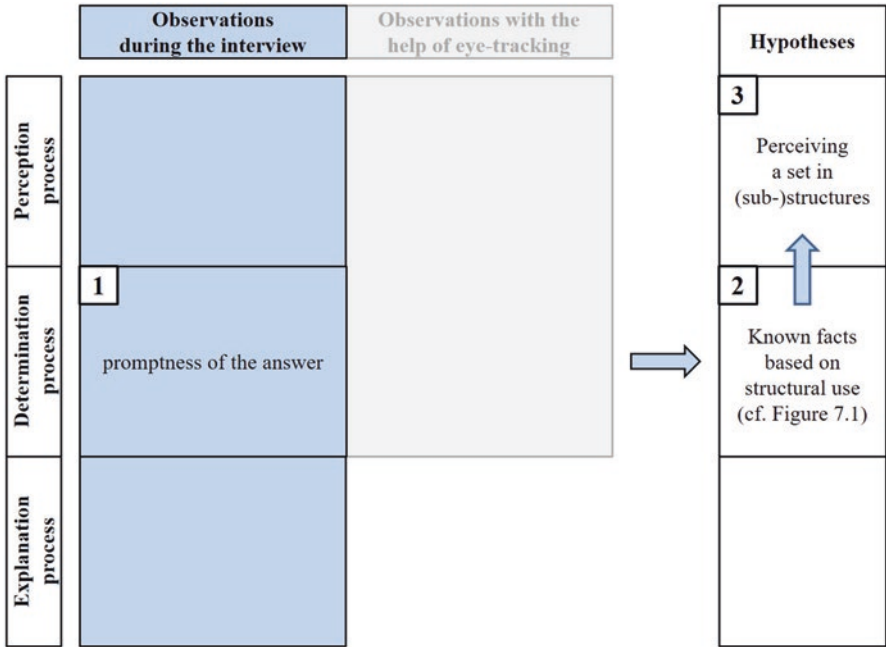 Observations
during the interview
Observations with the
help of eye-tracking
Hypotheses
Perception
process
3
Perceiving
a set in
(sub-)structures
Determination
process
1
promptness of the answer
2
Known facts
based on
structural use
(cf. Figure 7.1)
Explanation
process